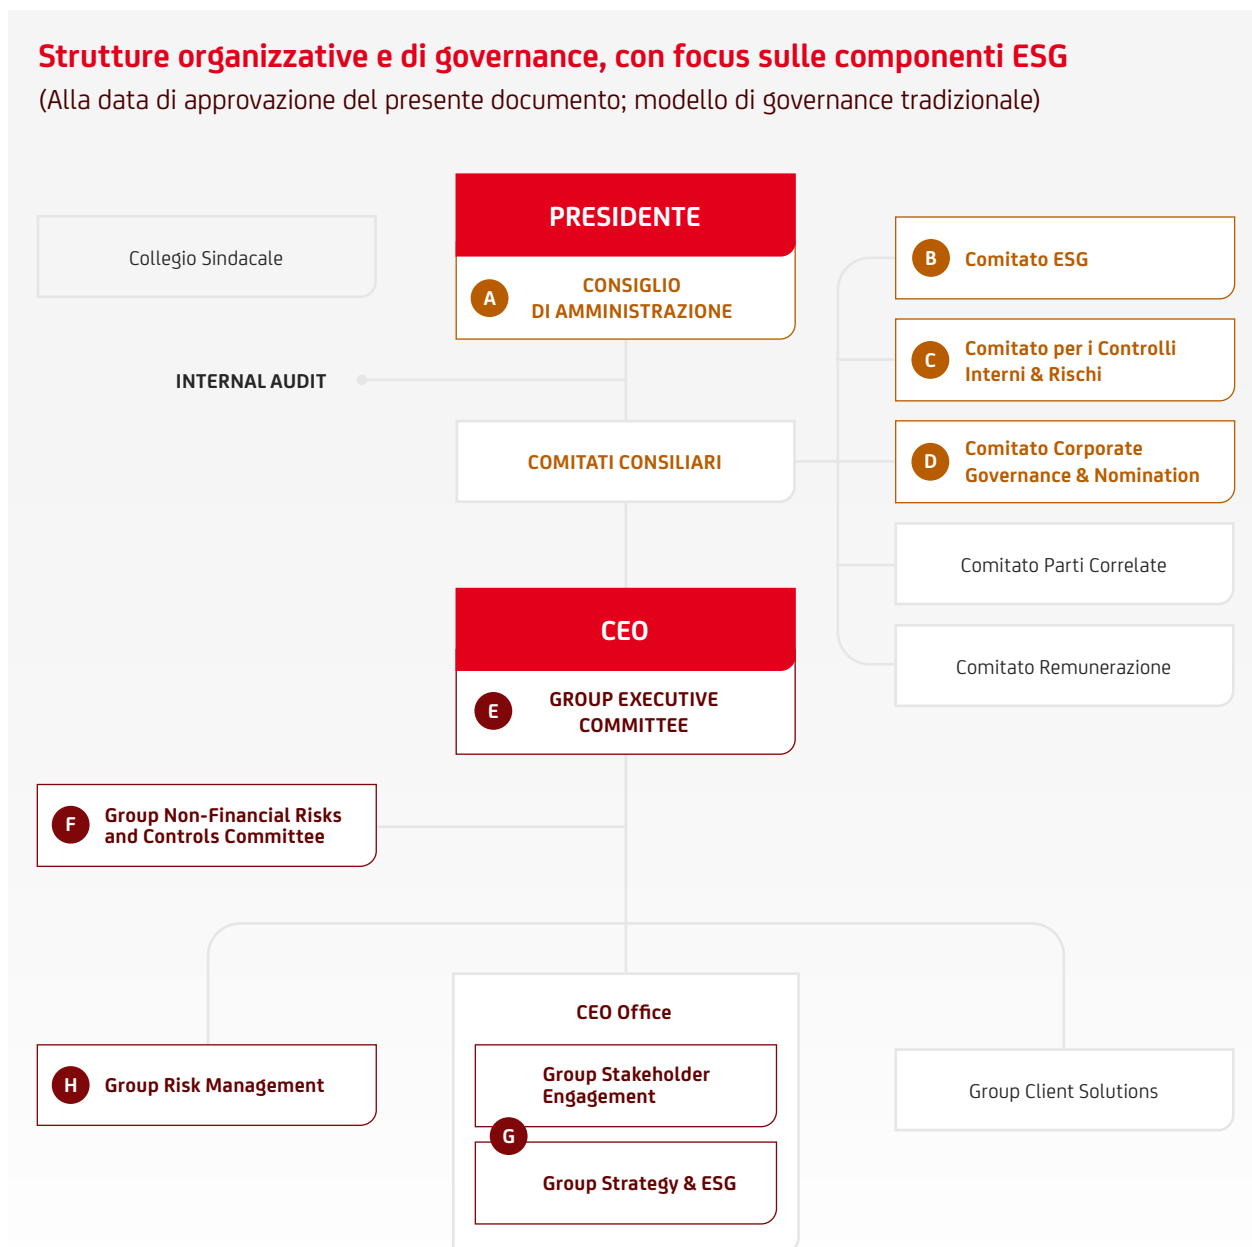 Strutture organizzative e di governance, con focus sulle componenti ESG
(Alla data di approvazione del presente documento; modello di governance tradizionale)
Collegio Sindacale
PRESIDENTE
A
CONSIGLIO
DI AMMINISTRAZIONE
INTERNAL AUDIT
COMITATI CONSILIARI
B
Comitato ESG
C
Comitato per i Controlli
Interni & Rischi
D
Comitato Corporate
Governance & Nomination
Comitato Parti Correlate
Comitato Remunerazione
CEO
E
GROUP EXECUTIVE
COMMITTEE
F
Group Non-Financial Risks
and Controls Committee
H
Group Risk Management
CEO Office
Group Stakeholder
Engagement
G
Group Strategy & ESG
Group Client Solutions